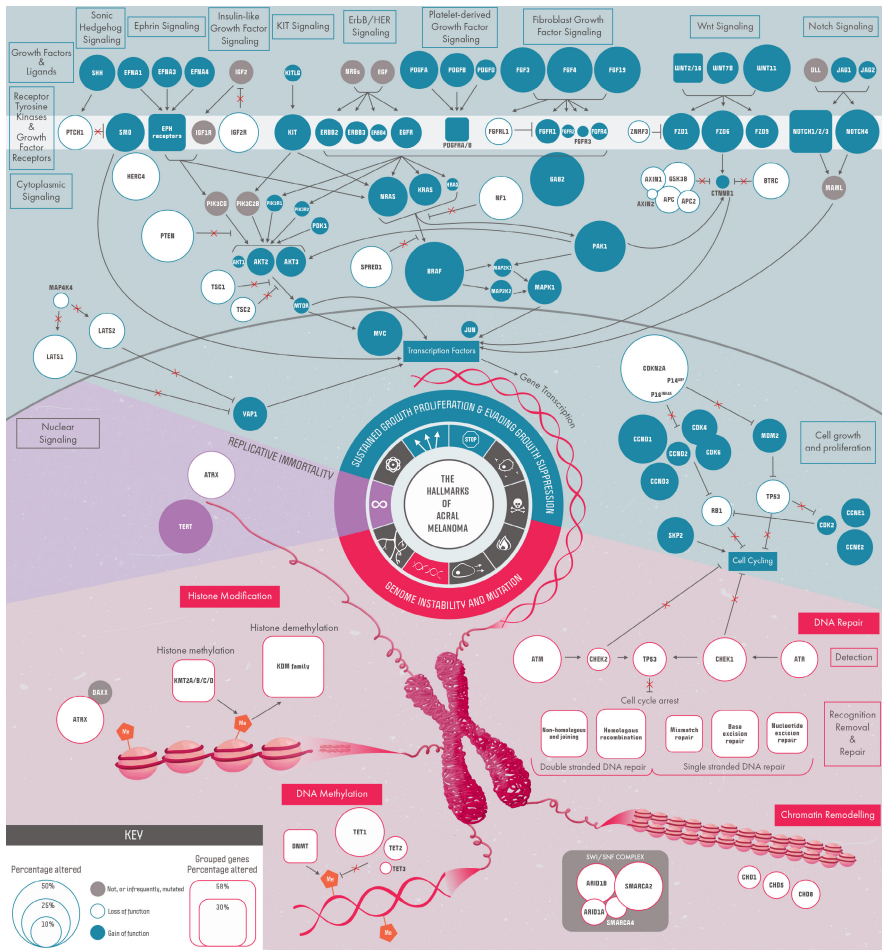 Sonic
Hedgehog
Signaling
Ephrin Signaling
Insulin-like
Growth Factor
Signaling
KIT Signaling
ErbB/HER
Signaling
Platelet-derived
Growth Factor
Signaling
Fibroblast Growth
Factor Signaling
Wnt Signaling
Notch Signaling
Growth Factors
&
Ligands
SHH
EFNA1
EFNA3
EFNA4
IGF2
KITLG
NRGs
EGF
PDGFA
PDGFB
PDGFD
FGF3
FGF4
FGF19
WNT2/16
WNT7B
WNT11
DLL
JAG1
JAG2
Receptor
Tyrosine
Kinases
&
Growth
Factor
Receptors
PTCH1
SMO
EPH
receptors
IGF1R
IGF2R
KIT
ERBB2
ERBB3
ERBB4
EGFR
PDGFRA/B
FGFRL1
FGFR1
FGFR2
FGFR3
FGFR4
ZNRF3
FZD1
FZD6
FZD9
NOTCH1/2/3
NOTCH4
Cytoplasmic
Signaling
HERC4
PIK3CG
PIK3C2B
PIK3R1
PIK3R2
PDK1
NRAS
KRAS
HRAS
NF1
GAB2
AXIN1
GSK3B
AXIN2
APC
APC2
CTNNB1
BTRC
MAML
PTEN
AKT1
AKT2
AKT3
SPRED1
BRAF
MAP2K1
MAP2K2
MAPK1
PAK1
TSC1
TSC2
MTOR
MAP4K4
LATS1
LATS2
MYC
JUN
Transcription Factors
Gene Transcription
YAP1
Nuclear
Signaling
CDKN2A
P14ARF
P16INK4A
CCND1
CCND2
CCND3
CDK4
CDK6
MDM2
Cell growth
and proliferation
RB1
TP53
CDK2
CCNE1
CCNE2
SKP2
Cell Cycling
REPLICATIVE IMMORTALITY
ATRX
TERT
SUSTAINED GROWTH PROLIFERATION & EVADING GROWTH SUPPRESSION
STOP
THE
HALLMARKS
OF
ACRAL
MELANOMA
GENOME INSTABILITY AND MUTATION
Histone Modification
Histone demethylation
Histone methylation
KMT2A/B/C/D
KDM family
DAXX
ATRX
Me
Me
DNA Repair
ATM
CHEK2
TP53
CHEK1
ATR
Detection
Cell cycle arrest
Non-homologous
end joining
Homologous
recombination
Mismatch
repair
Base
excision
repair
Nucleotide
excision
repair
Recognition
Removal
&
Repair
Double stranded DNA repair
Single stranded DNA repair
DNA Methylation
DNMT
TET1
TET2
TET3
Me
Me
Chromatin Remodelling
SWI/SNF COMPLEX
ARID1B
SMARCA2
ARID1A
SMARCA4
CHD1
CHD5
CHD8
KEY
Percentage altered
50%
25%
10%
Not, or infrequently, mutated
Loss of function
Gain of function
Grouped genes
Percentage altered
58%
30%